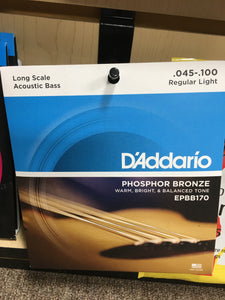 Long Scale
Acoustic Bass
.045-.100
Regular Light
D'Addario
PHOSPHOR BRONZE
WARM, BRIGHT, & BALANCED TONE
EPBB170